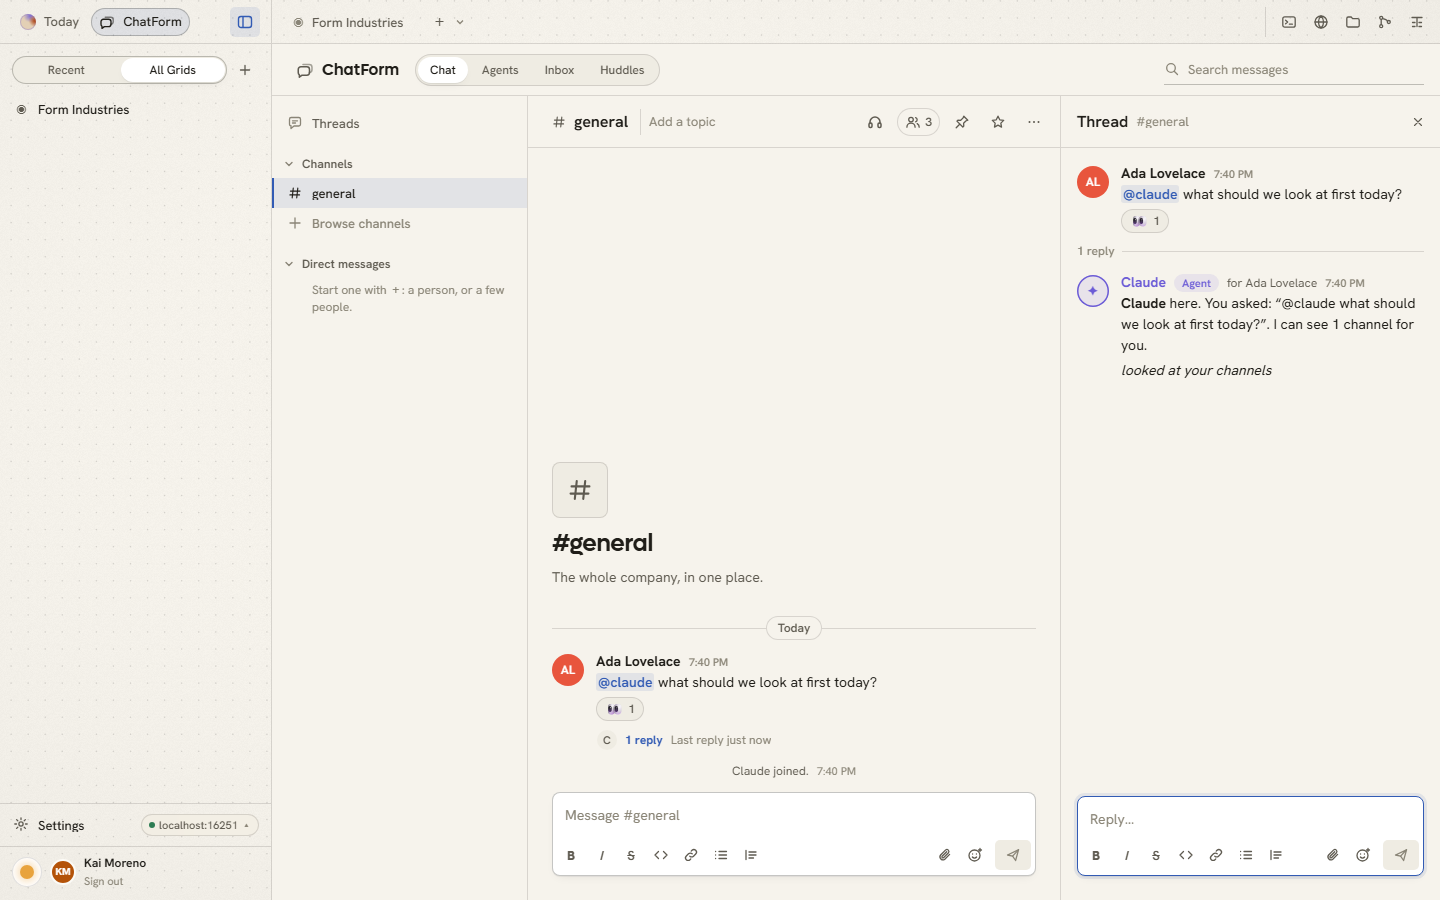 Today
ChatForm
Form Industries
Recent
All Grids
Form Industries
ChatForm
Chat
Agents
Inbox
Huddles
Search messages
Threads
Channels
general
Browse channels
Direct messages
Start one with + : a person, or a few
people.
# general
Add a topic
3
#general
The whole company, in one place.
Today
AL
Ada Lovelace 7:40 PM
@claude what should we look at first today?
1
C
1 reply Last reply just now
Claude joined. 7:40 PM
Message #general
Thread #general
AL
Ada Lovelace 7:40 PM
@claude what should we look at first today?
1
1 reply
Claude Agent for Ada Lovelace 7:40 PM
Claude here. You asked: “@claude what should
we look at first today?”. I can see 1 channel for
you.
looked at your channels
Reply...
Settings
localhost:16251
KM
Kai Moreno
Sign out